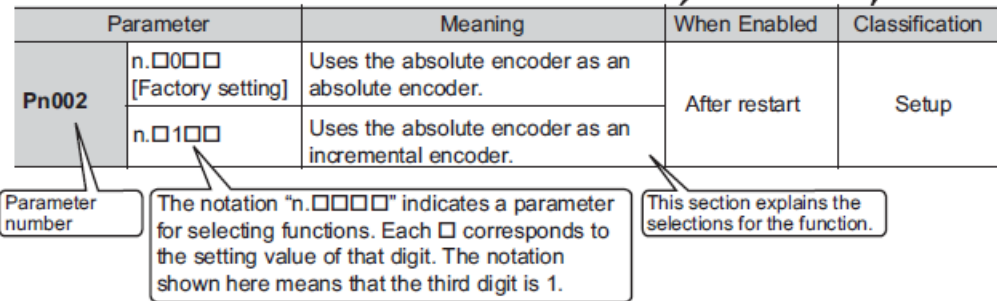 Parameter Meaning When Enabled Classification
Pn002
n.□0□□
[Factory setting]
Uses the absolute encoder as an
absolute encoder.
n.□1□□
Uses the absolute encoder as an
incremental encoder.
After restart
Setup
Parameter
number
The notation “n.□□□□” indicates a parameter
for selecting functions. Each □ corresponds to
the setting value of that digit. The notation
shown here means that the third digit is 1.
This section explains the
selections for the function.